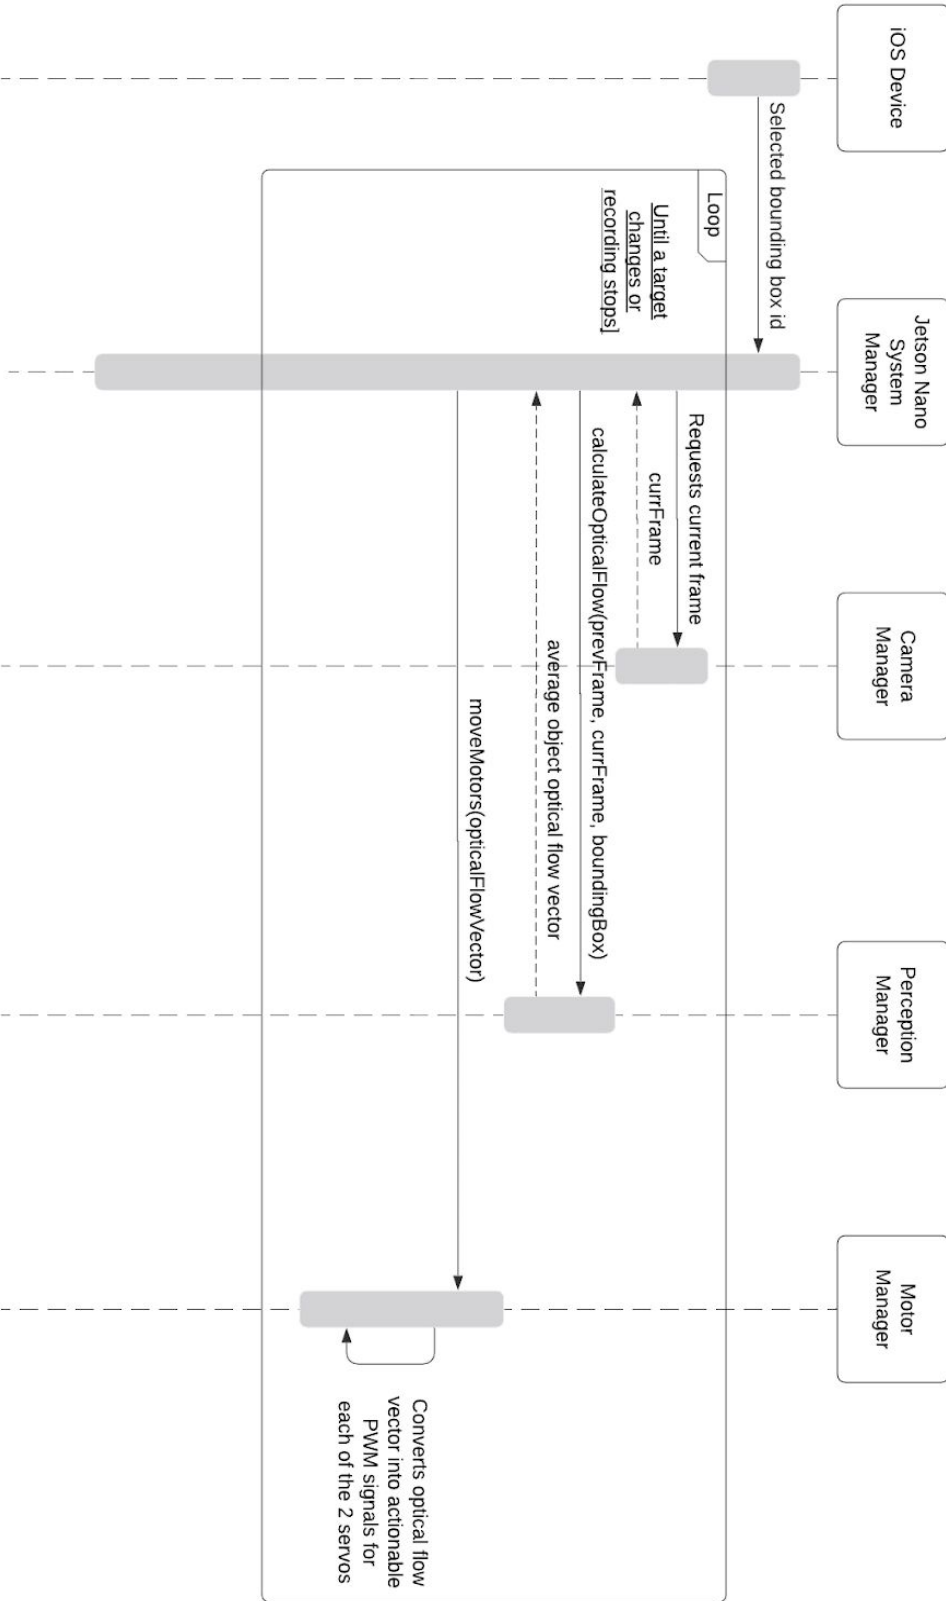 iOS Device
Jetson Nano
System
Manager
Camera
Manager
Perception
Manager
Motor
Manager
Selected bounding box id
Loop
Until a target
changes or
recording stops]
Requests current frame
currFrame
calculateOpticalFlow(prevFrame, currFrame, boundingBox)
average object optical flow vector
moveMotors(opticalFlowVector)
Converts optical flow
vector into actionable
PWM signals for
each of the 2 servos